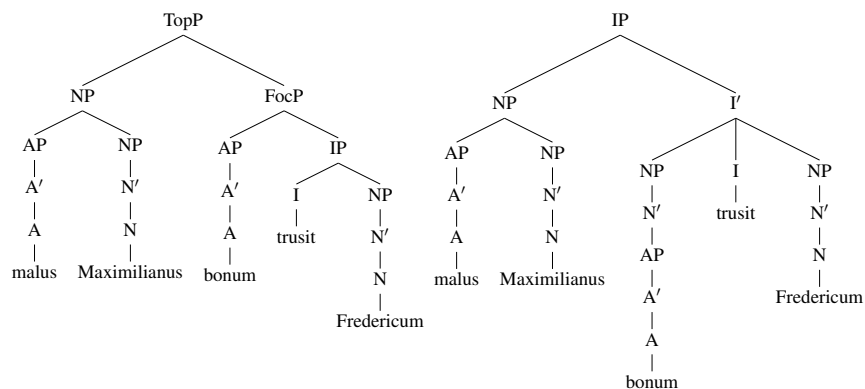 TopP IP
NP FocP NP I′
AP NP AP IP AP NP NP I NP
A′ N′ A′ I NP A′ N′ N′ trusit N′
A N A trusit N′ A N AP N
malus Maximilianus bonum N malus Maximilianus A′ Fredericum
Fredericum A
bonum